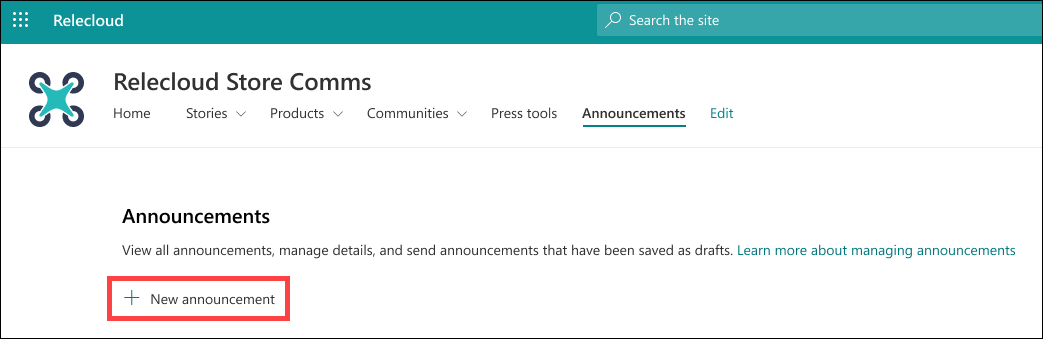 Relecloud
Search the site
Relecloud Store Comms
Home Stories Products Communities Press tools Announcements Edit
Announcements
View all announcements, manage details, and send announcements that have been saved as drafts. Learn more about managing announcements
New announcement